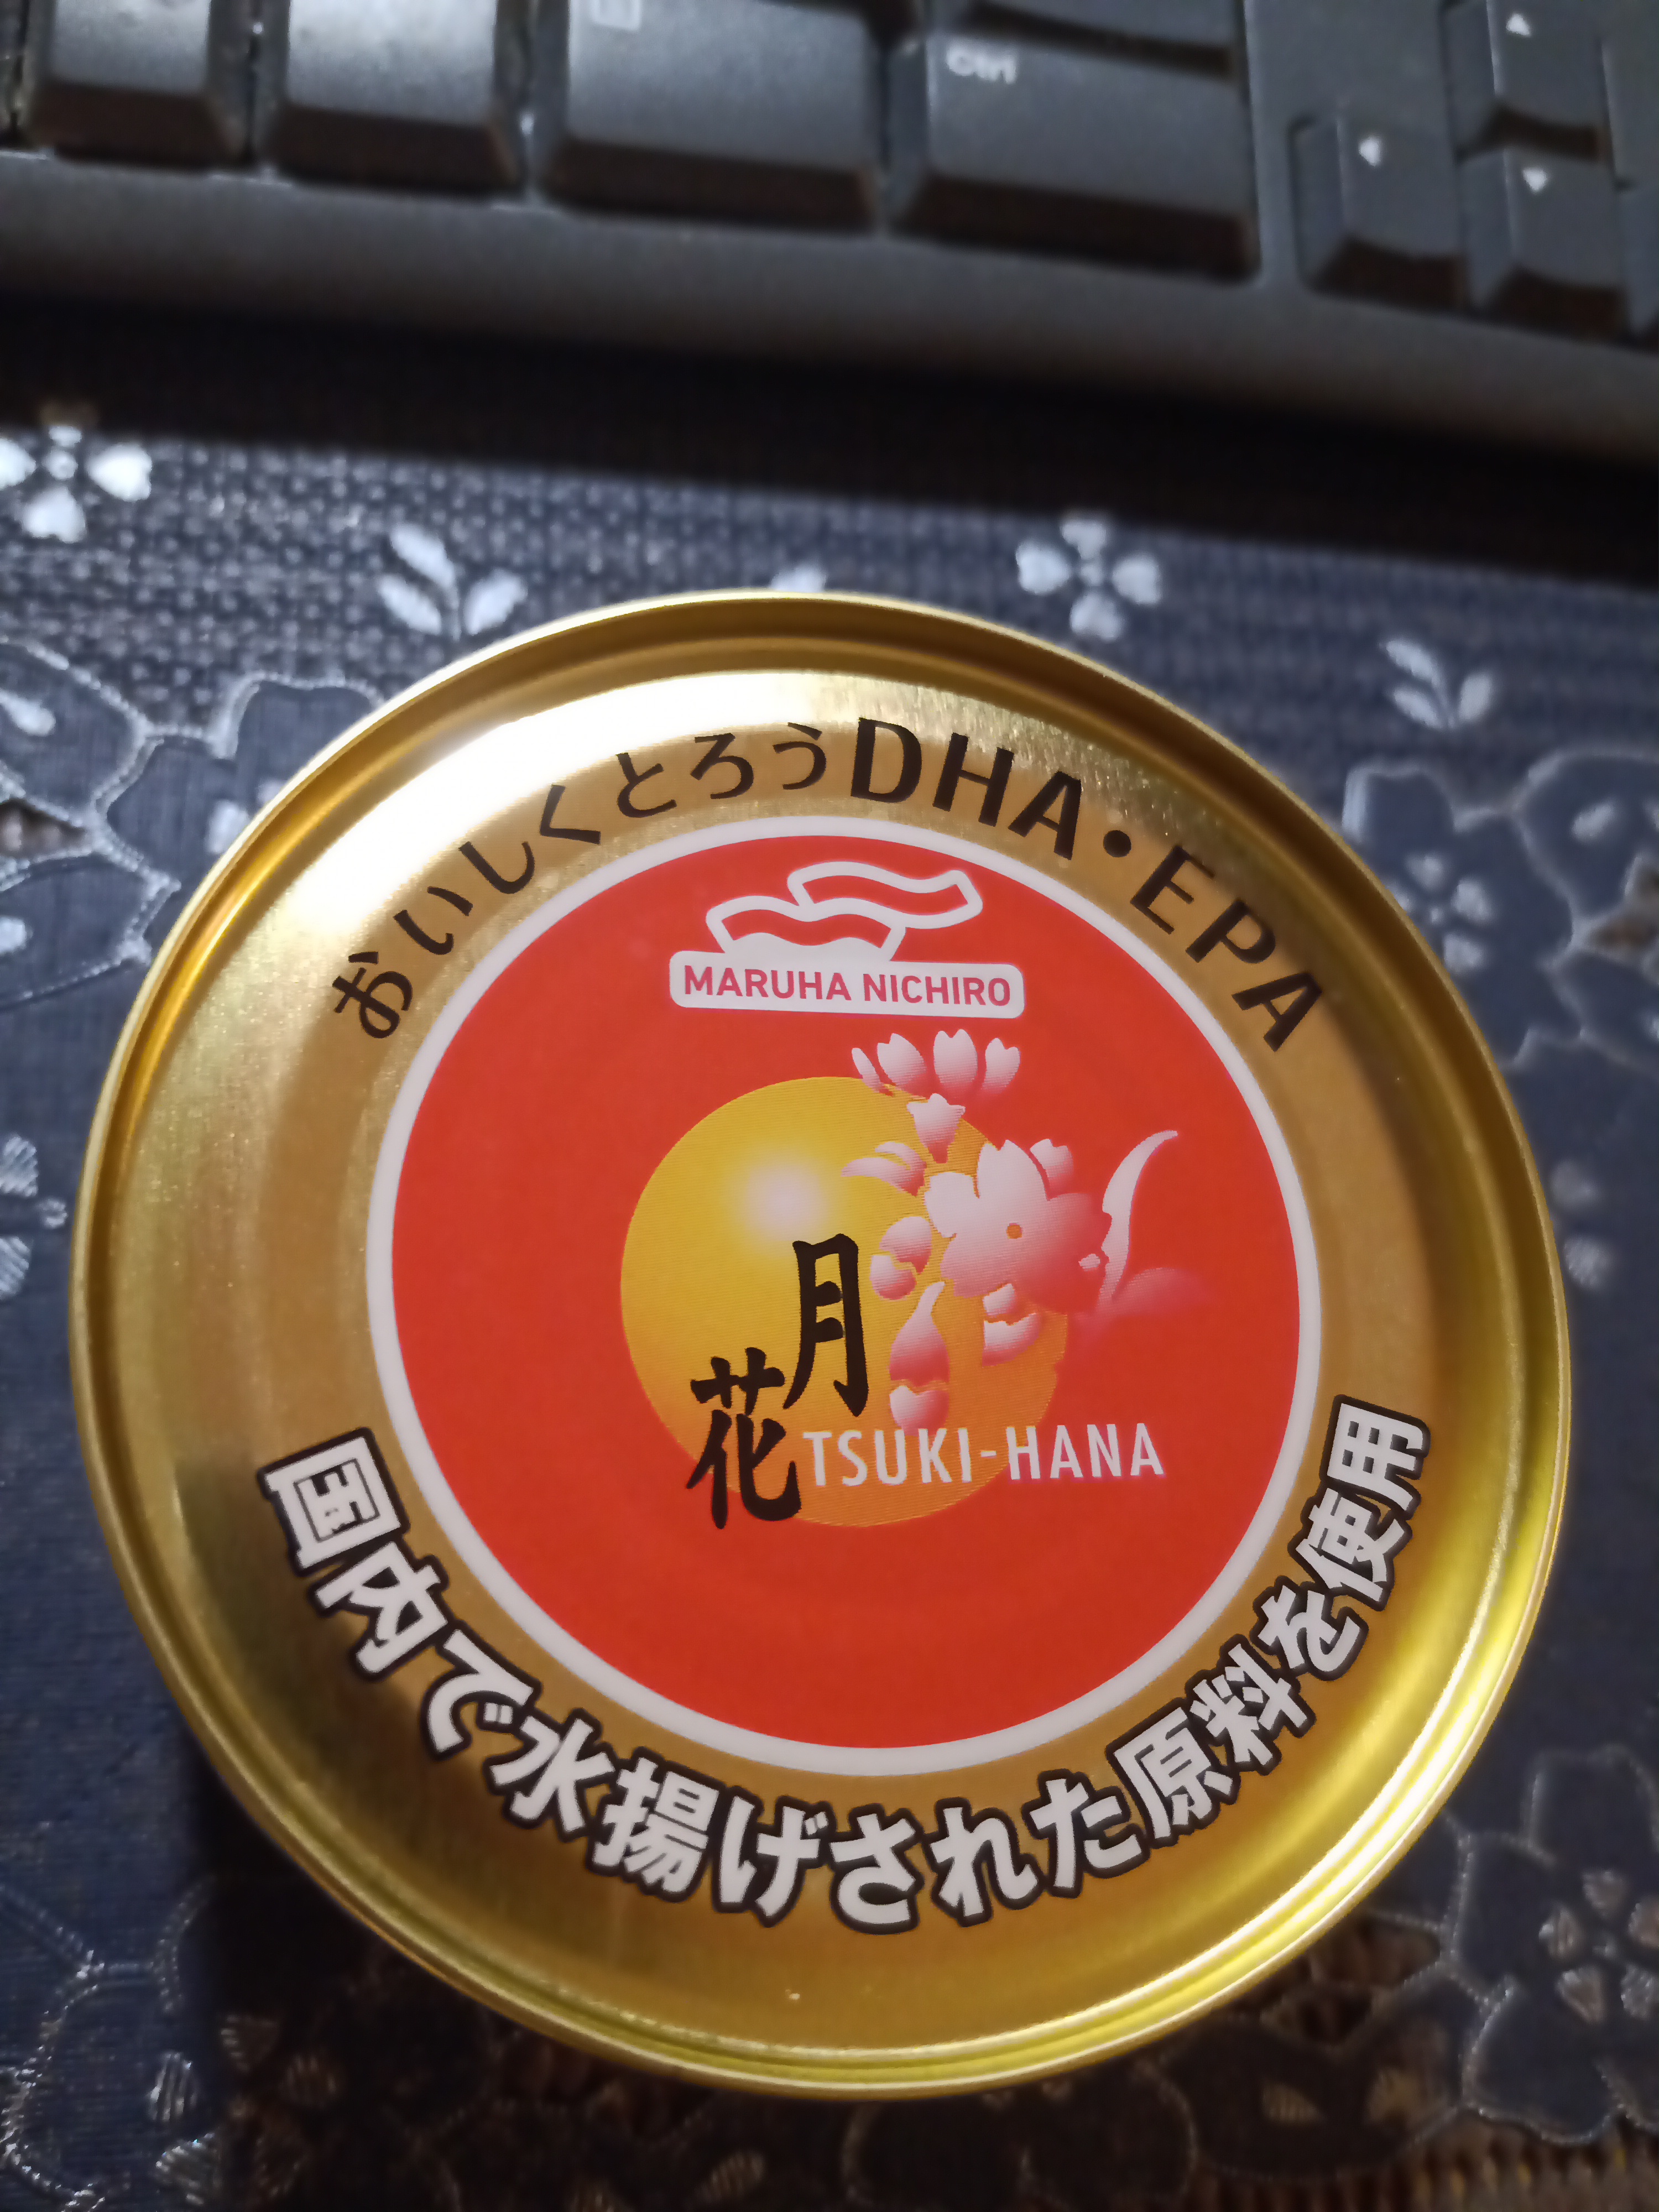 Ctrl
おいしくとろうDHA・EPA
MARUHA NICHIRO
月花
TSUKI-HANA
国内で水揚げされた原料を使用